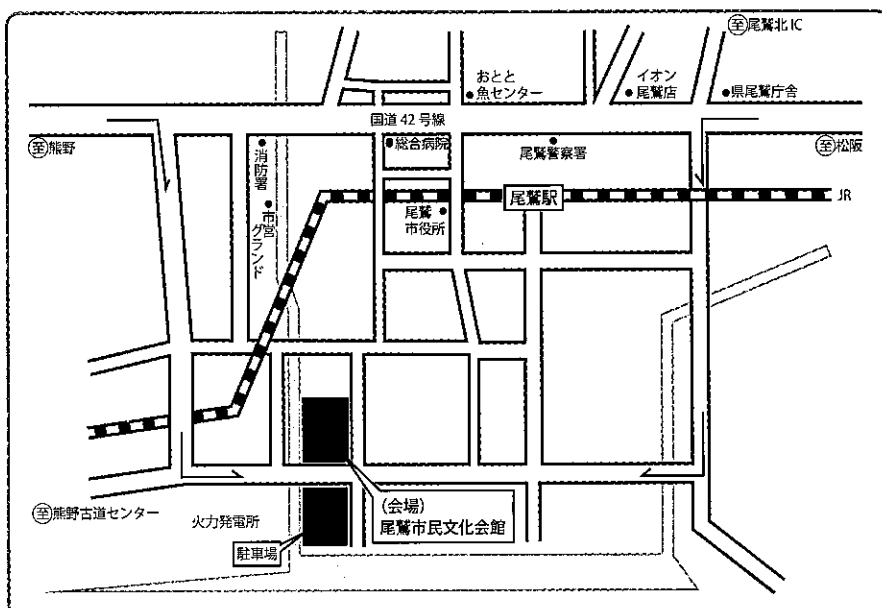 至尾鷲北IC
おとと
魚センター
イオン
尾鷲店
県尾鷲庁舎
国道42号線
至熊野
消防署
総合病院
尾鷲警察署
至松阪
市営
グランド
尾鷲
市役所
尾鷲駅
JR
(会場)
尾鷲市民文化会館
至熊野古道センター
火力発電所
駐車場